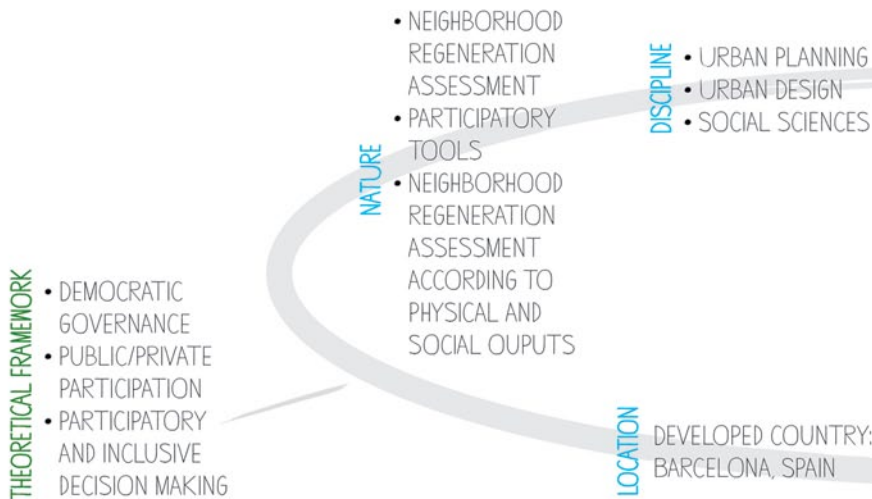 NATURE
• NEIGHBORHOOD
REGENERATION
ASSESSMENT
• PARTICIPATORY
TOOLS
• NEIGHBORHOOD
REGENERATION
ASSESSMENT
ACCORDING TO
PHYSICAL AND
SOCIAL OUPUTS
DISCIPLINE
• URBAN PLANNING
• URBAN DESIGN
• SOCIAL SCIENCES
THEORETICAL FRAMEWORK
• DEMOCRATIC
GOVERNANCE
• PUBLIC/PRIVATE
PARTICIPATION
• PARTICIPATORY
AND INCLUSIVE
DECISION MAKING
LOCATION
DEVELOPED COUNTRY:
BARCELONA, SPAIN